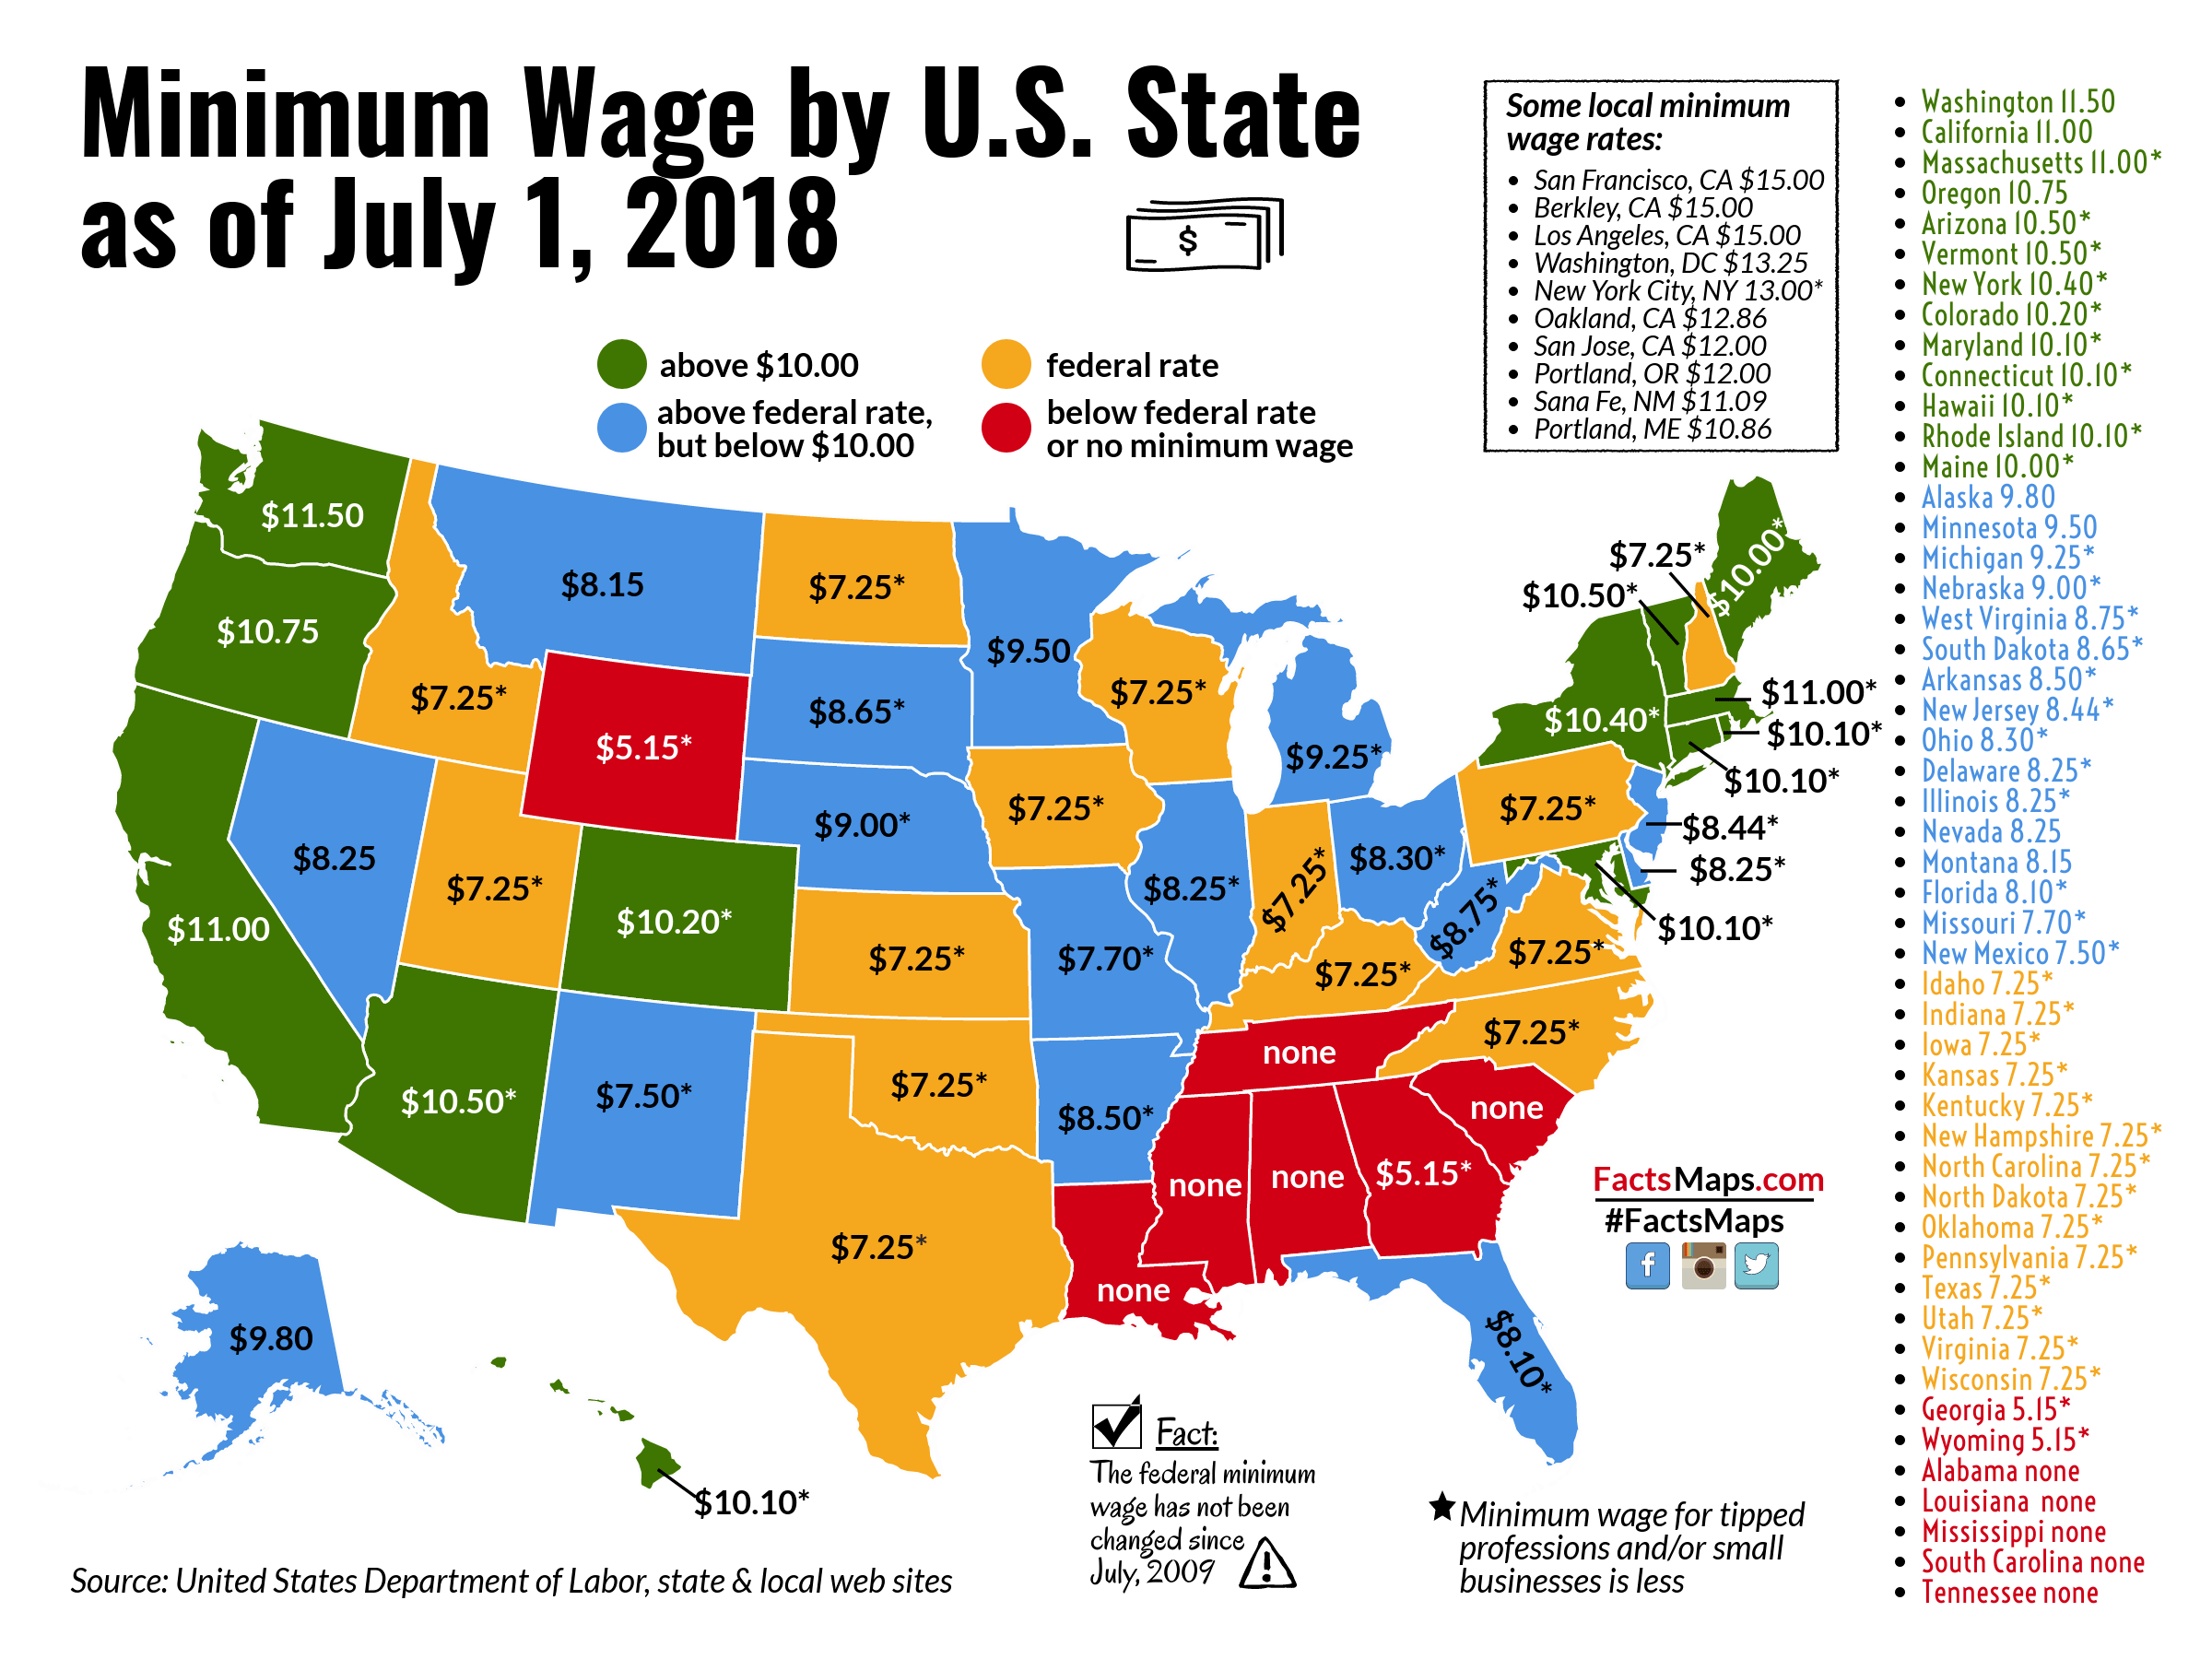 Minimum Wage by U.S. State
as of July 1, 2018
$
above $10.00
above federal rate,
but below $10.00
federal rate
below federal rate
or no minimum wage
Some local minimum
wage rates:
• San Francisco, CA $15.00
• Berkley, CA $15.00
• Los Angeles, CA $15.00
• Washington, DC $13.25
• New York City, NY 13.00*
• Oakland, CA $12.86
• San Jose, CA $12.00
• Portland, OR $12.00
• Sana Fe, NM $11.09
• Portland, ME $10.86
$11.50
$10.75
$11.00
$8.25
$7.25*
$8.15
$5.15*
$7.25*
$10.20*
$10.50*
$7.50*
$7.25*
$8.65*
$9.00*
$7.25*
$7.25*
$7.25*
$9.50
$7.25*
$7.70*
$8.50*
none
$7.25*
$8.25*
$9.25*
$7.25*
$8.30*
$7.25*
none
none
none
$5.15*
none
$8.10*
$7.25*
$7.25*
$8.75*
$7.25*
$10.40*
$10.50*
$7.25*
$10.00*
$11.00*
$10.10*
$10.10*
$8.44*
$8.25*
$10.10*
$9.80
$10.10*
FactsMaps.com
#FactsMaps
f
Fact:
The federal minimum
wage has not been
changed since
July, 2009
!
★ Minimum wage for tipped
professions and/or small
businesses is less
Source: United States Department of Labor, state & local web sites
• Washington 11.50
• California 11.00
• Massachusetts 11.00*
• Oregon 10.75
• Arizona 10.50*
• Vermont 10.50*
• New York 10.40*
• Colorado 10.20*
• Maryland 10.10*
• Connecticut 10.10*
• Hawaii 10.10*
• Rhode Island 10.10*
• Maine 10.00*
• Alaska 9.80
• Minnesota 9.50
• Michigan 9.25*
• Nebraska 9.00*
• West Virginia 8.75*
• South Dakota 8.65*
• Arkansas 8.50*
• New Jersey 8.44*
• Ohio 8.30*
• Delaware 8.25*
• Illinois 8.25*
• Nevada 8.25
• Montana 8.15
• Florida 8.10*
• Missouri 7.70*
• New Mexico 7.50*
• Idaho 7.25*
• Indiana 7.25*
• Iowa 7.25*
• Kansas 7.25*
• Kentucky 7.25*
• New Hampshire 7.25*
• North Carolina 7.25*
• North Dakota 7.25*
• Oklahoma 7.25*
• Pennsylvania 7.25*
• Texas 7.25*
• Utah 7.25*
• Virginia 7.25*
• Wisconsin 7.25*
• Georgia 5.15*
• Wyoming 5.15*
• Alabama none
• Louisiana none
• Mississippi none
• South Carolina none
• Tennessee none